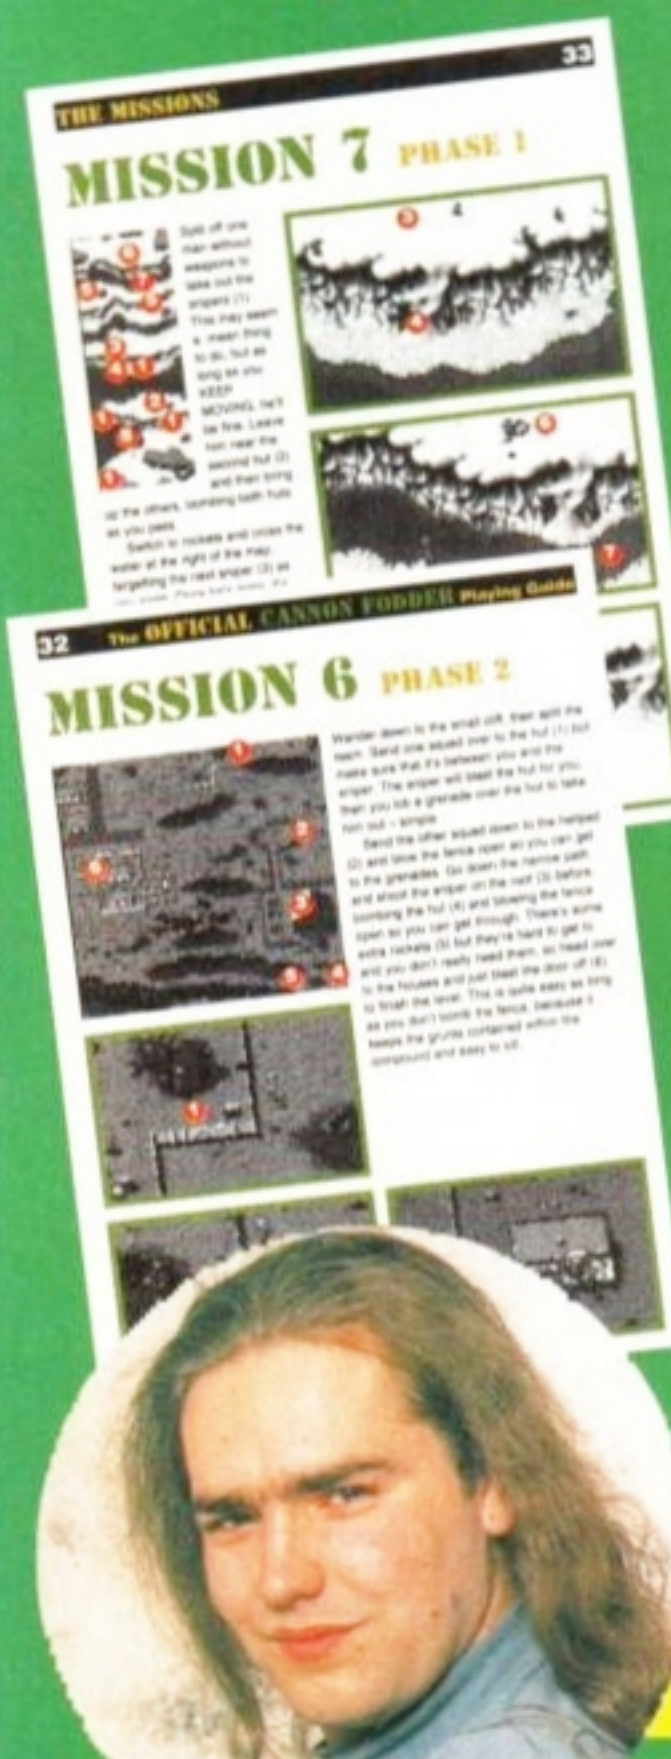 33
THE MISSIONS
MISSION 7 PHASE 1
Split off one
man without
weapons to
take out the
snipers (1).
This may seem
a mean thing
to do, but as
long as you
KEEP
MOVING, he'll
be fine. Leave
him near the
second hut (2)
and then bring
up the others, bombing both huts
as you pass.
Switch to rockets and cross the
water at the right of the map,
targetting the next sniper (3) as
32 The OFFICIAL CANNON FODDER Playing Guide
MISSION 6 PHASE 2
Wander down to the small cliff, then split the
team. Send one squad over to the hut (1) but
make sure that it's between you and the
sniper. The sniper will blast the hut for you,
then you lob a grenade over the hut to take
him out – simple.
Send the other squad down to the helipad
(2) and blow the fence open so you can get
to the grenades. Go down the narrow path
and shoot the sniper on the roof (3) before
bombing the hut (4) and blowing the fence
open so you can get through. There's some
extra rockets (5) but they're hard to get to
and you don't really need them, so head over
to the houses and just blast the door off (6)
to finish the level. This is quite easy as long
as you don't bomb the fence, because it
keeps the grunts contained within the
compound and easy to kill.